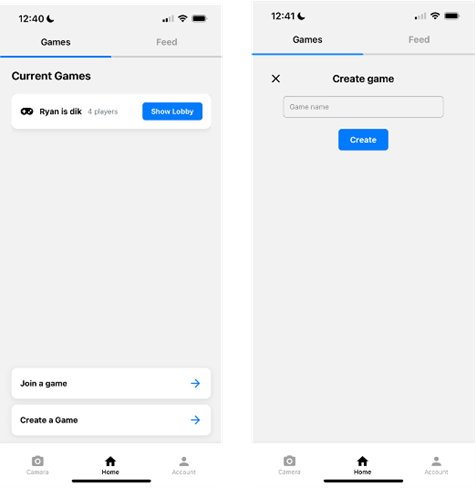 12:40
Games Feed
Current Games
Ryan is dik 4 players Show Lobby
Join a game
Create a Game
Camera Home Account
12:41
Games Feed
Create game
Game name
Create
Camera Home Account